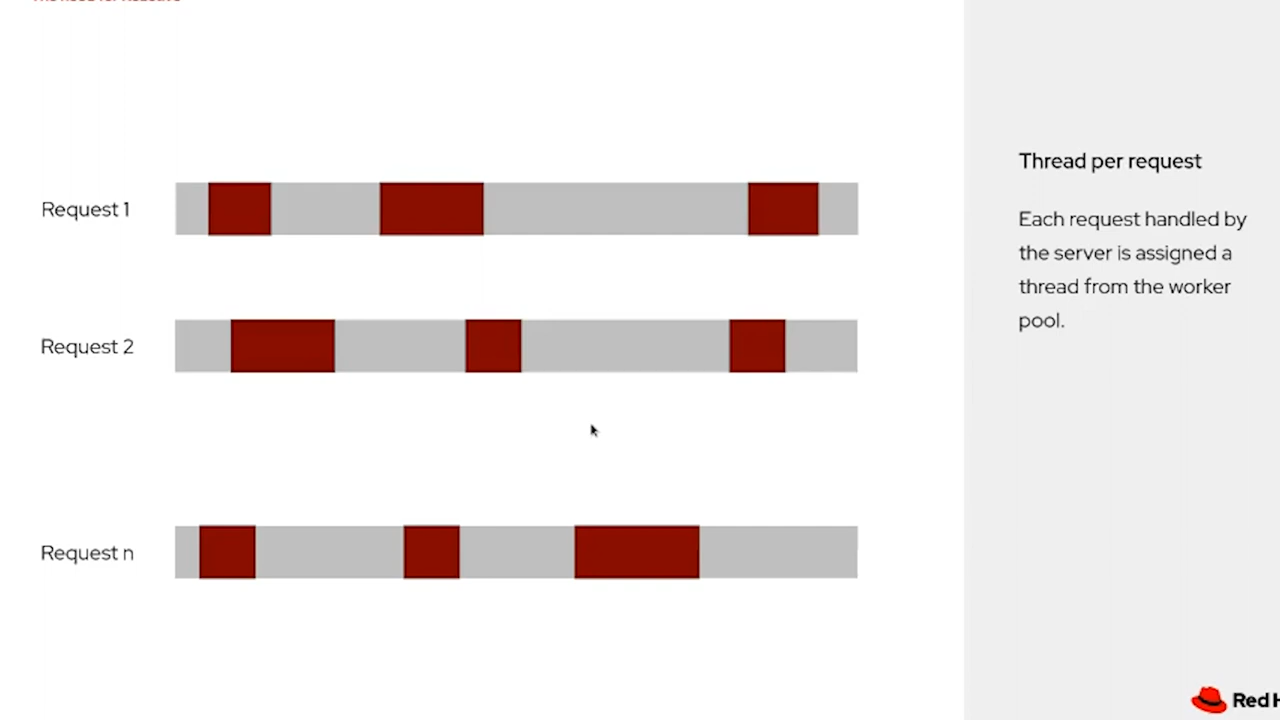 Request 1
Request 2
Request n
Thread per request
Each request handled by
the server is assigned a
thread from the worker
pool.
Red H